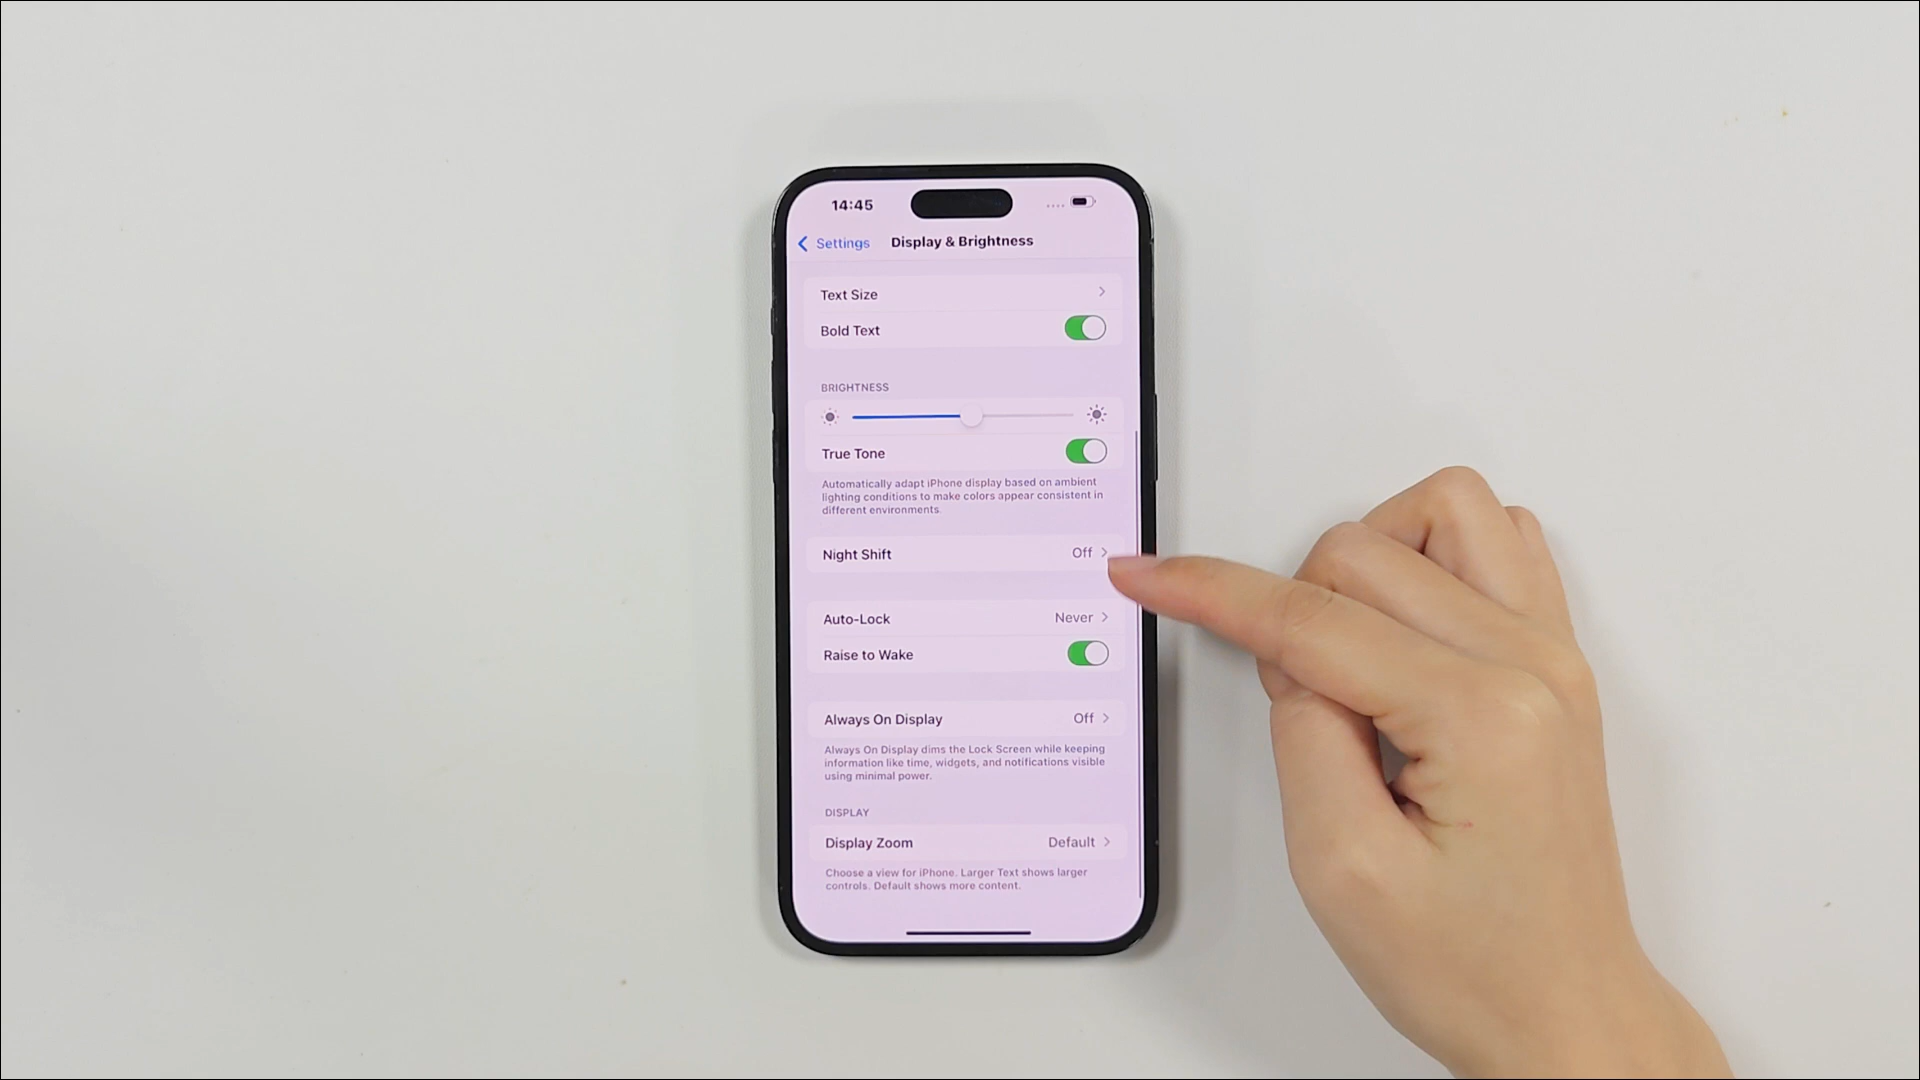 14:45
Settings
Display & Brightness
Text Size
Bold Text
BRIGHTNESS
True Tone
Automatically adapt iPhone display based on ambient
lighting conditions to make colors appear consistent in
different environments.
Night Shift Off
Auto-Lock Never
Raise to Wake
Always On Display Off
Always On Display dims the Lock Screen while keeping
information like time, widgets, and notifications visible
using minimal power.
DISPLAY
Display Zoom Default
Choose a view for iPhone. Larger Text shows larger
controls. Default shows more content.